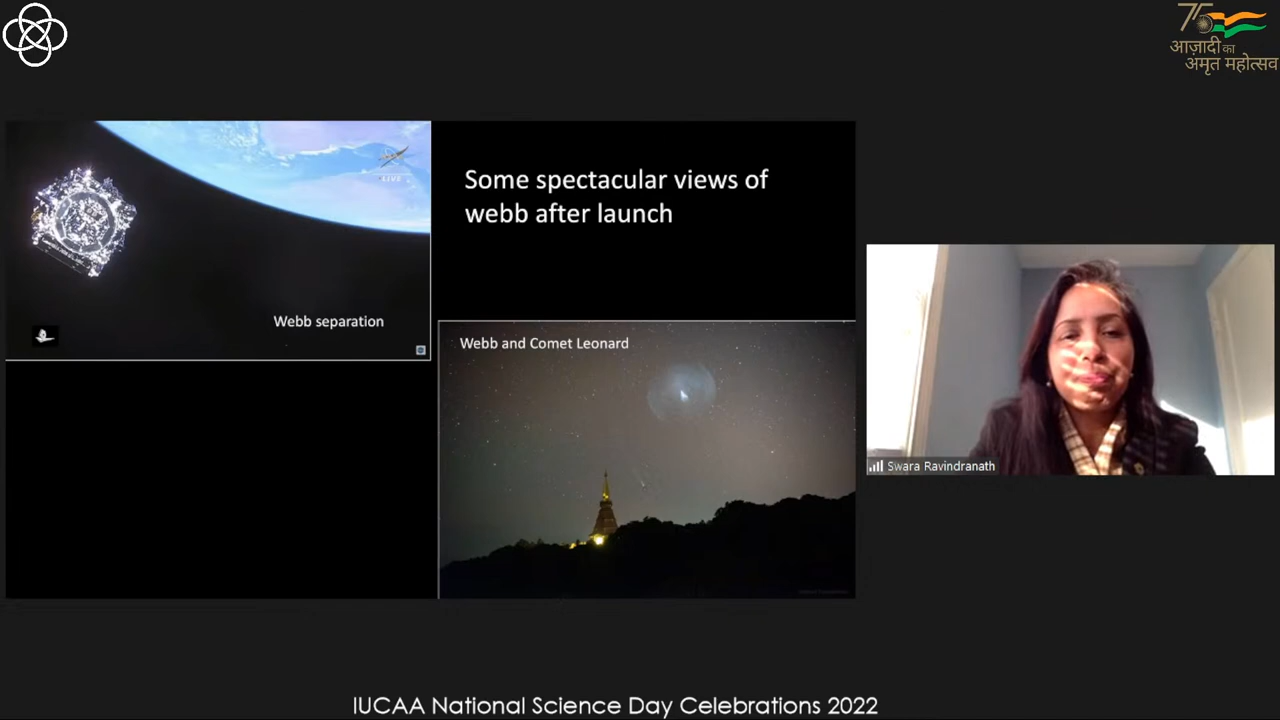 75
आज़ादी का
अमृत महोत्सव
LIVE
Some spectacular views of
webb after launch
Webb separation
Webb and Comet Leonard
Swara Ravindranath
IUCAA National Science Day Celebrations 2022